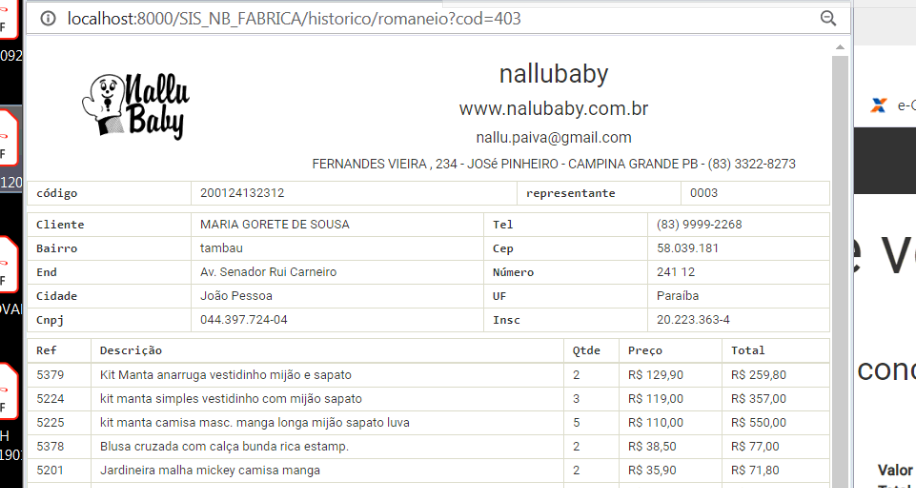 092
localhost:8000/SIS_NB_FABRICA/historico/romaneio?cod=403
F
Nallu Baby
nallubaby
www.nalubaby.com.br
nallu.paiva@gmail.com
FERNANDES VIEIRA , 234 - JOSé PINHEIRO - CAMPINA GRANDE PB - (83) 3322-8273
e-
F
120
código 200124132312 representante 0003
Cliente MARIA GORETE DE SOUSA Tel (83) 9999-2268
Bairro tambau Cep 58.039.181
End Av. Senador Rui Carneiro Número 241 12
Cidade João Pessoa UF Paraíba
Cnpj 044.397.724-04 Insc 20.223.363-4
F
OVA
e v
Ref Descrição Qtde Preço Total
5379 Kit Manta anarruga vestidinho mijão e sapato 2 R$ 129,90 R$ 259,80
5224 kit manta simples vestidinho com mijão sapato 3 R$ 119,00 R$ 357,00
5225 kit manta camisa masc. manga longa mijão sapato luva 5 R$ 110,00 R$ 550,00
5378 Blusa cruzada com calça bunda rica estamp. 2 R$ 38,50 R$ 77,00
5201 Jardineira malha mickey camisa manga 2 R$ 35,90 R$ 71,80
F
H
190
cond
Valor